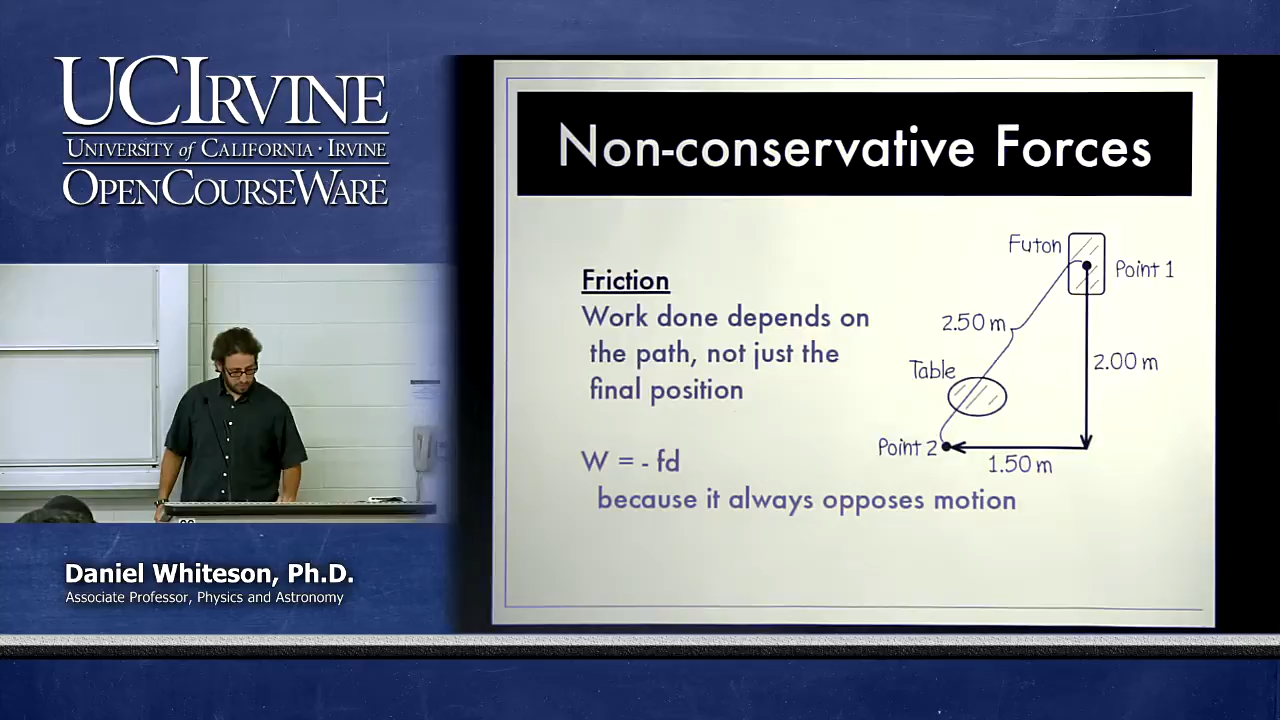 UCIRVINE
UNIVERSITY of CALIFORNIA · IRVINE
OPENCOURSEWARE
Daniel Whiteson, Ph.D.
Associate Professor, Physics and Astronomy
Non-conservative Forces
Friction
Work done depends on
the path, not just the
final position
W = - fd
because it always opposes motion
Futon
Point 1
2.50 m
2.00 m
Table
Point 2
1.50 m